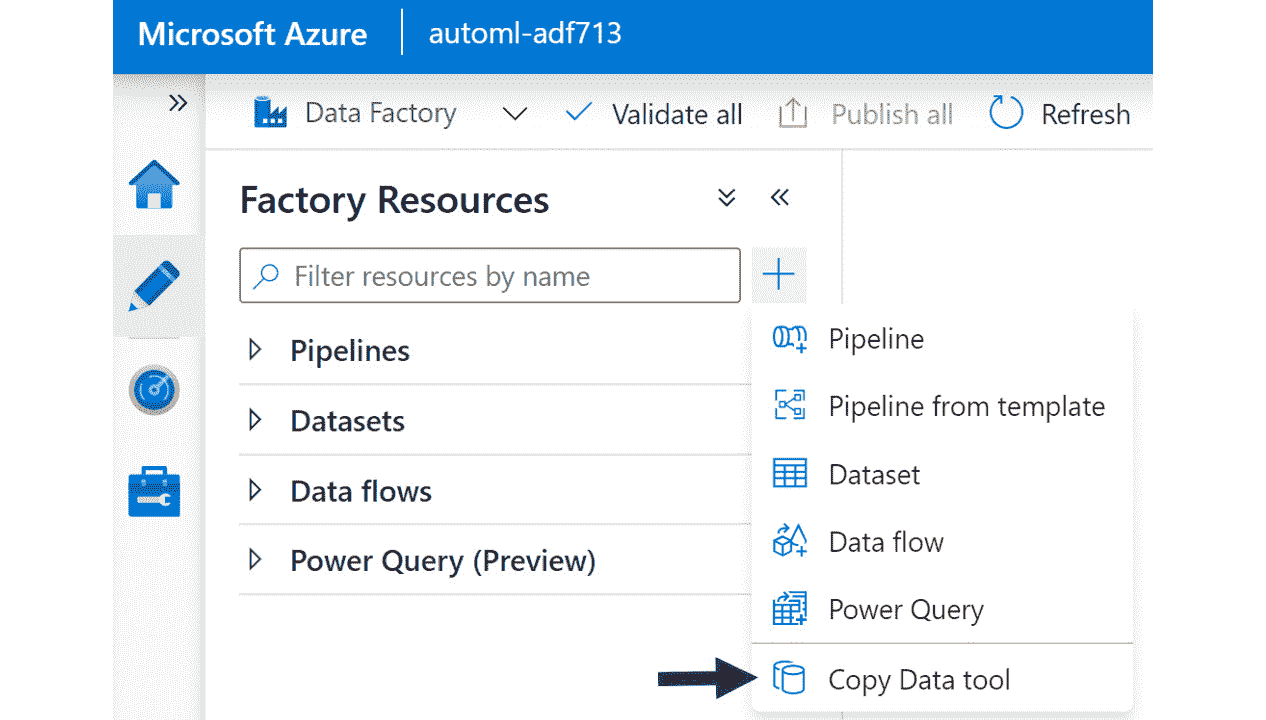 Microsoft Azure automl-adf713
Data Factory Validate all Publish all Refresh
Factory Resources
Filter resources by name
Pipelines
Datasets
Data flows
Power Query (Preview)
Pipeline
Pipeline from template
Dataset
Data flow
Power Query
Copy Data tool